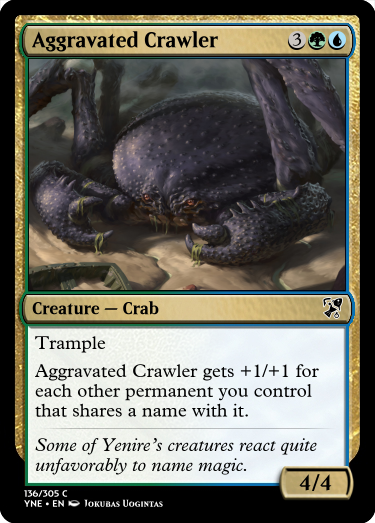 Aggravated Crawler 3
Creature — Crab
Trample
Aggravated Crawler gets +1/+1 for
each other permanent you control
that shares a name with it.
Some of Yenire's creatures react quite
unfavorably to name magic.
4/4
136/305 C
YNE • EN Jokubas Uogintas